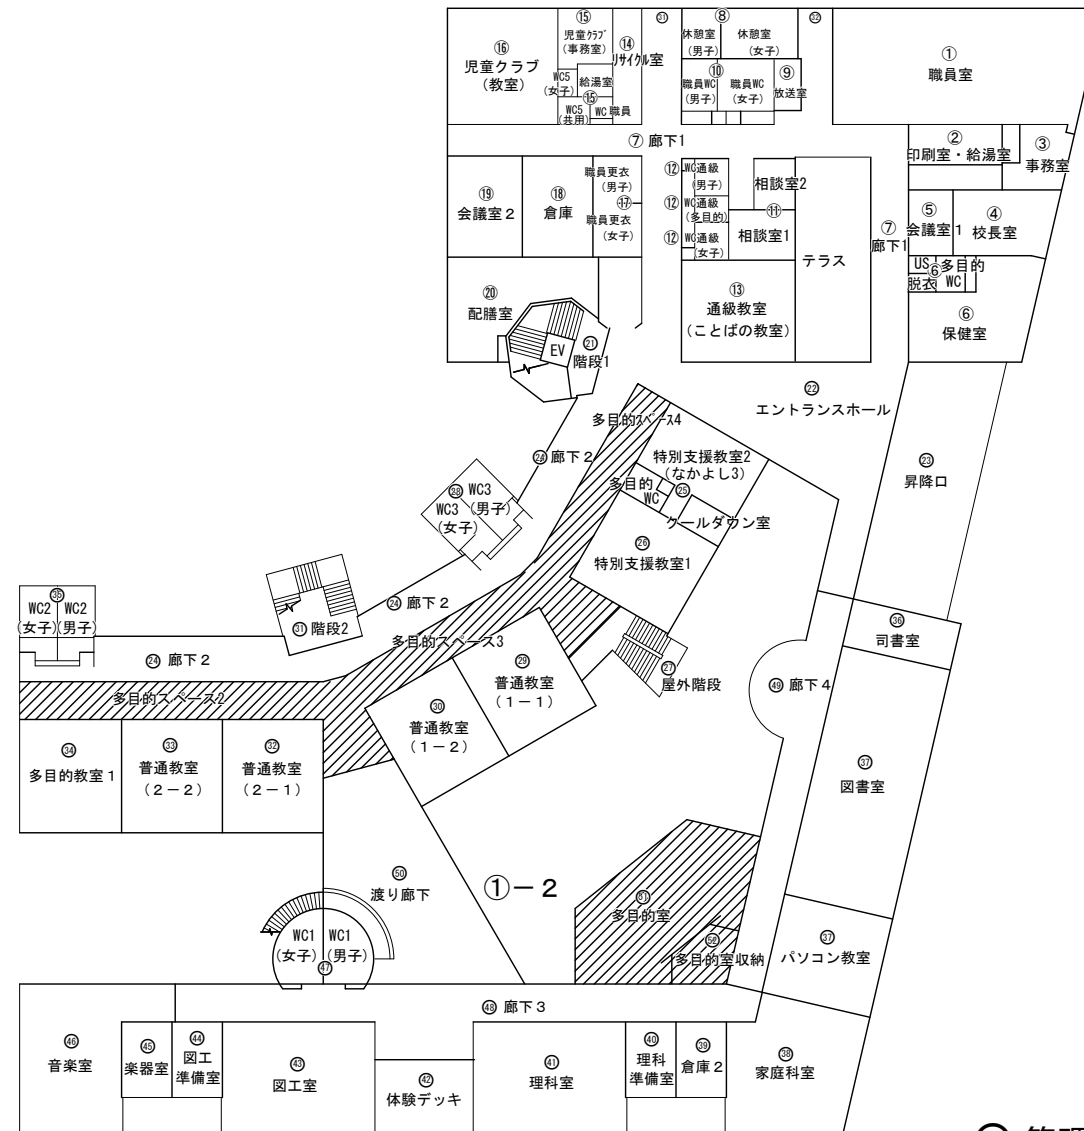 ⑯
児童クラブ
(教室)
⑮
児童クラブ
(事務室)
⑭
リサイクル室
㉛
⑧
休憩室
(男子)
休憩室
(女子)
㉜
①
職員室
WC5
(女子)
給湯室
⑮
WC5
(共用)
WC 職員
⑩
職員WC
(男子)
職員WC
(女子)
⑨
放送室
⑦ 廊下1
②
印刷室・給湯室
③
事務室
⑲
会議室2
⑱
倉庫
職員更衣
(男子)
⑰
職員更衣
(女子)
⑫
WC通級
(男子)
⑫
WC通級
(多目的)
⑫
WC通級
(女子)
相談室2
⑪
相談室1
テラス
⑦
廊下1
⑤
会議室1
④
校長室
US
脱衣
⑥
多目的
WC
⑥
保健室
⑳
配膳室
⑬
通級教室
(ことばの教室)
EV
㉑
階段1
㉒
エントランスホール
多目的スペース4
㉓
昇降口
㉔ 廊下2
特別支援教室2
(なかよし3)
多目的
WC
㉕
クールダウン室
㉖
特別支援教室1
WC3
(男子)
WC3
(女子)
㉔ 廊下2
㉛ 階段2
WC2
(女子)
WC2
(男子)
㉔ 廊下2
多目的スペース3
多目的スペース2
㉙
普通教室
(1-1)
㉚
普通教室
(1-2)
㉗
屋外階段
㊱
司書室
㊾ 廊下4
㉞
多目的教室1
㉝
普通教室
(2-2)
㉜
普通教室
(2-1)
㊲
図書室
㊿
渡り廊下
①-2
多目的室
多目的室収納
㊲
パソコン教室
WC1
(女子)
WC1
(男子)
㊼
㊽ 廊下3
㊻
音楽室
㊺
楽器室
㊹
図工
準備室
㊸
図工室
㊷
体験デッキ
㊶
理科室
㊵
理科
準備室
㊴
倉庫2
㊳
家庭科室